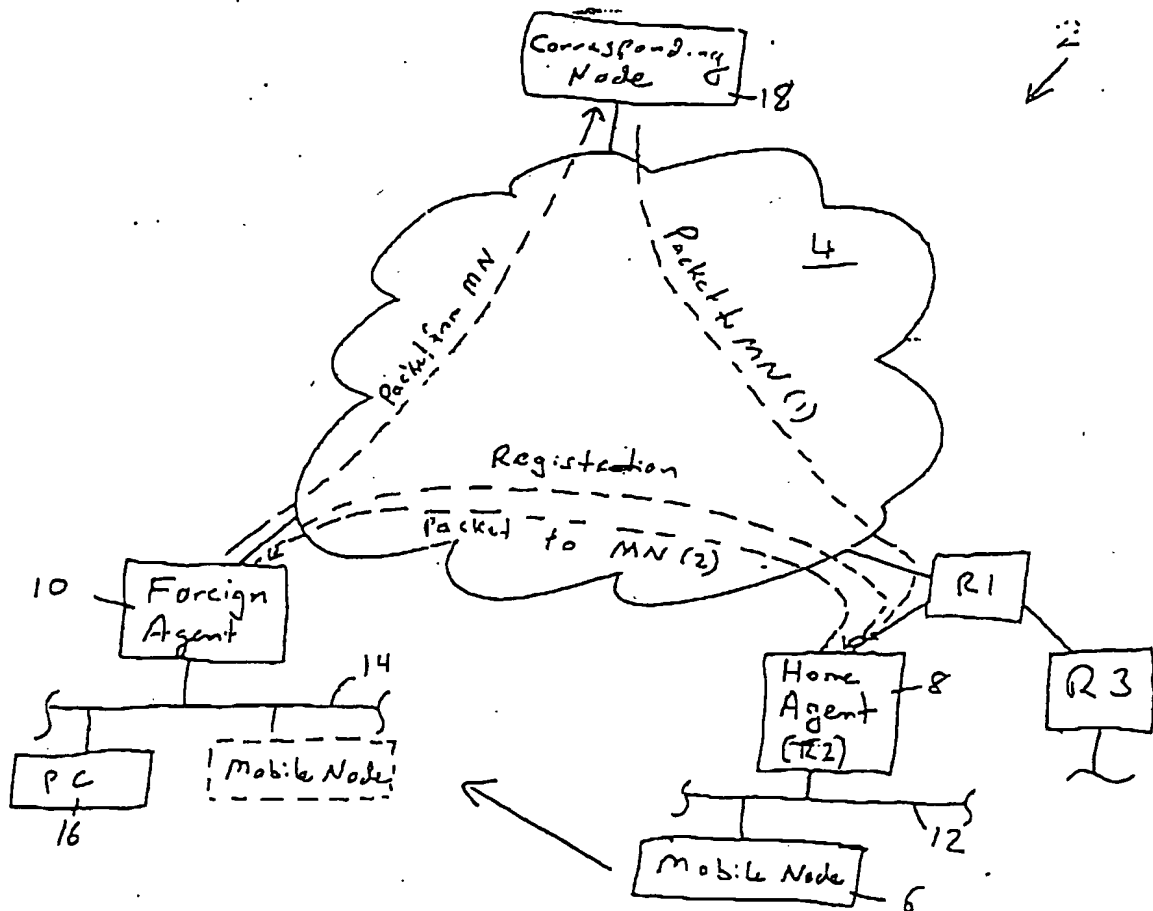 Corresponding
Node
18
2
4
Packet from MN
Packet to MN (1)
Registration
Packet to MN (2)
10
Foreign
Agent
R1
14
Home
Agent
(R2)
8
R3
PC
16
Mobile Node
12
Mobile Node
6